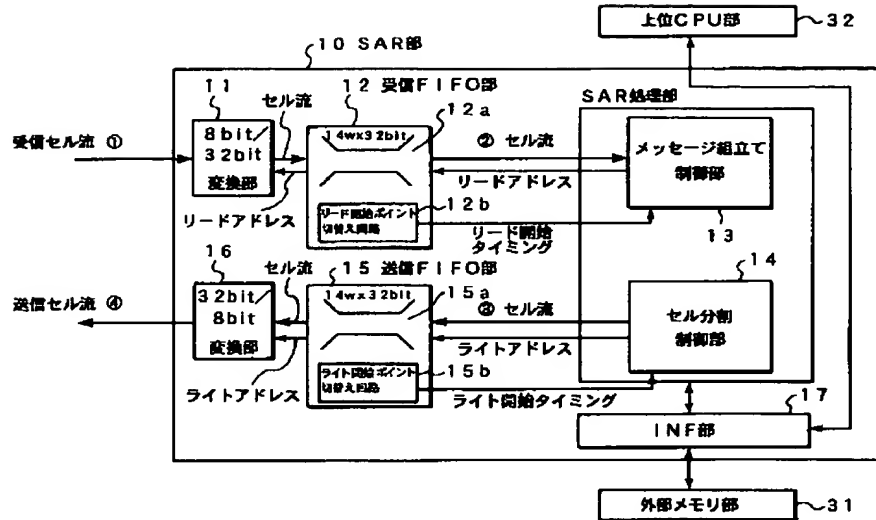 上位CPU部
32
10 SAR部
11
セル流
12 受信FIFO部
SAR処理部
8bit/
32bit
変換部
14wx32bit
12a
受信セル流 ①
② セル流
メッセージ組立て
制御部
リードアドレス
リードアドレス
リード開始ポイント
切替え回路
12b
リード開始
タイミング
13
16
セル流
15 送信FIFO部
14
32bit/
8bit
変換部
14wx32bit
15a
送信セル流 ④
③ セル流
セル分割
制御部
ライトアドレス
ライトアドレス
ライト開始ポイント
切替え回路
15b
ライト開始タイミング
17
INF部
外部メモリ部
31